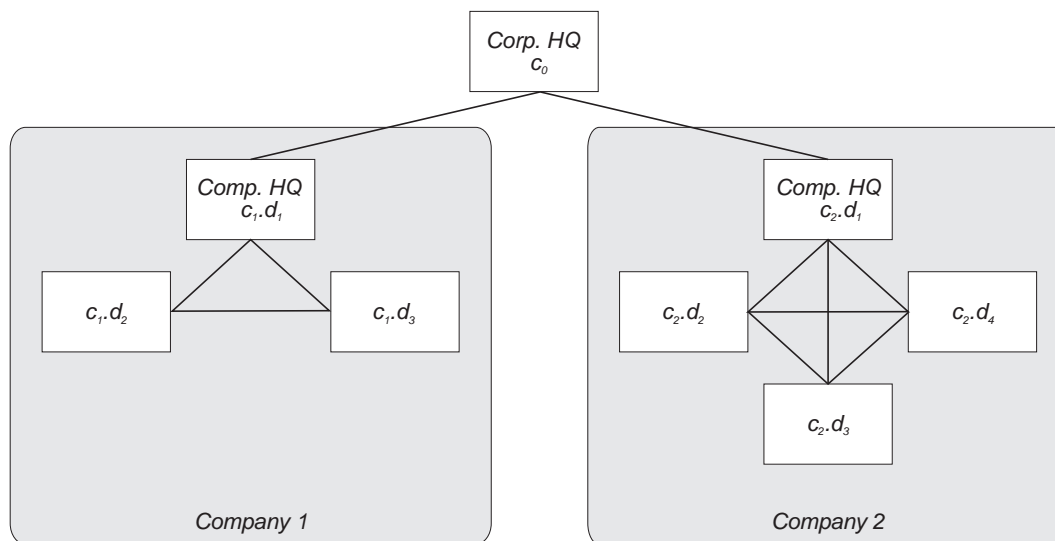 Corp. HQ
c₀
Comp. HQ
c₁.d₁
Comp. HQ
c₂.d₁
c₁.d₂
c₁.d₃
c₂.d₂
c₂.d₄
c₂.d₃
Company 1
Company 2